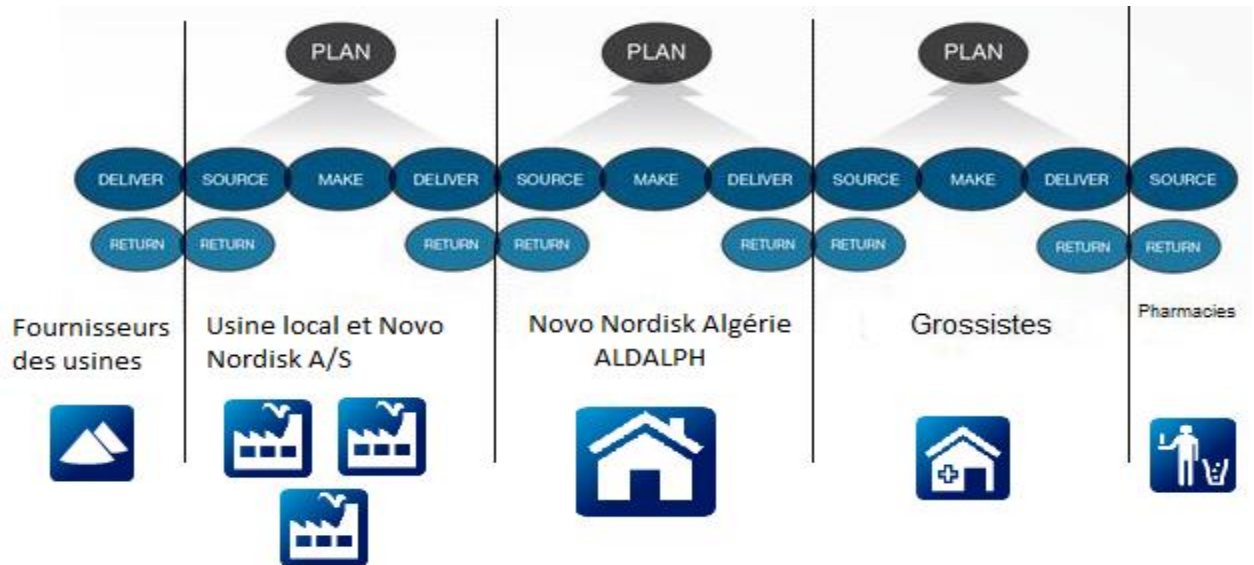 PLAN PLAN PLAN
DELIVER SOURCE MAKE DELIVER SOURCE MAKE DELIVER SOURCE MAKE DELIVER SOURCE
RETURN RETURN RETURN RETURN RETURN RETURN RETURN RETURN
Fournisseurs
des usines
Usine local et Novo
Nordisk A/S
Novo Nordisk Algérie
ALDALPH
Grossistes
Pharmacies